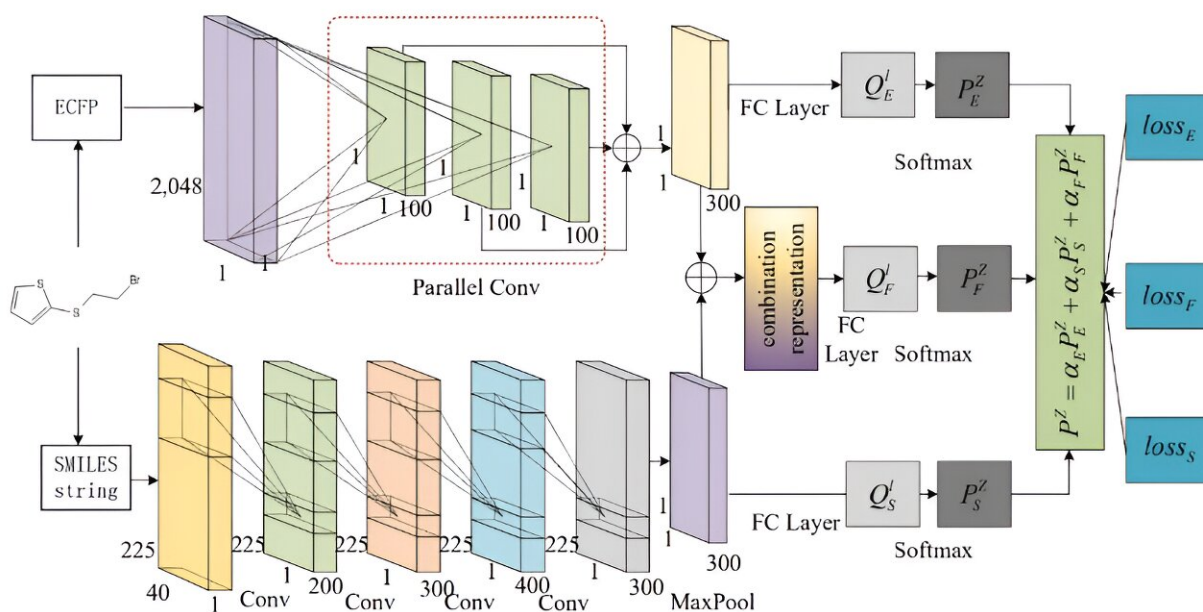 ECFP
2,048
1
1
1
100
1
1
100
1
1
100
Parallel Conv
1
1
300
FC Layer
Q_E^l
P_E^Z
Softmax
loss_E
S
S
Br
combination
representation
Q_F^l
P_F^Z
FC
Layer
Softmax
P^Z = α_E P_E^Z + α_S P_S^Z + α_F P_F^Z
loss_F
SMILES
string
225
40
1
Conv
225
1
200
Conv
225
1
300
Conv
225
1
400
Conv
225
1
300
MaxPool
1
1
300
FC Layer
Q_S^l
P_S^Z
Softmax
loss_S